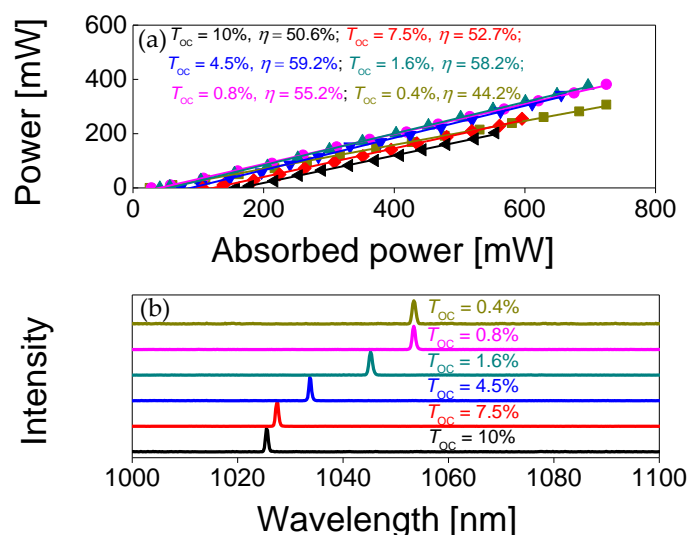 (a) T_OC = 10%, η = 50.6%; T_OC = 7.5%, η = 52.7%;
T_OC = 4.5%, η = 59.2%; T_OC = 1.6%, η = 58.2%;
T_OC = 0.8%, η = 55.2%; T_OC = 0.4%, η = 44.2%
Power [mW]
600
400
200
0
0 200 400 600 800
Absorbed power [mW]
(b)
T_OC = 0.4%
T_OC = 0.8%
T_OC = 1.6%
T_OC = 4.5%
T_OC = 7.5%
T_OC = 10%
Intensity
1000 1020 1040 1060 1080 1100
Wavelength [nm]